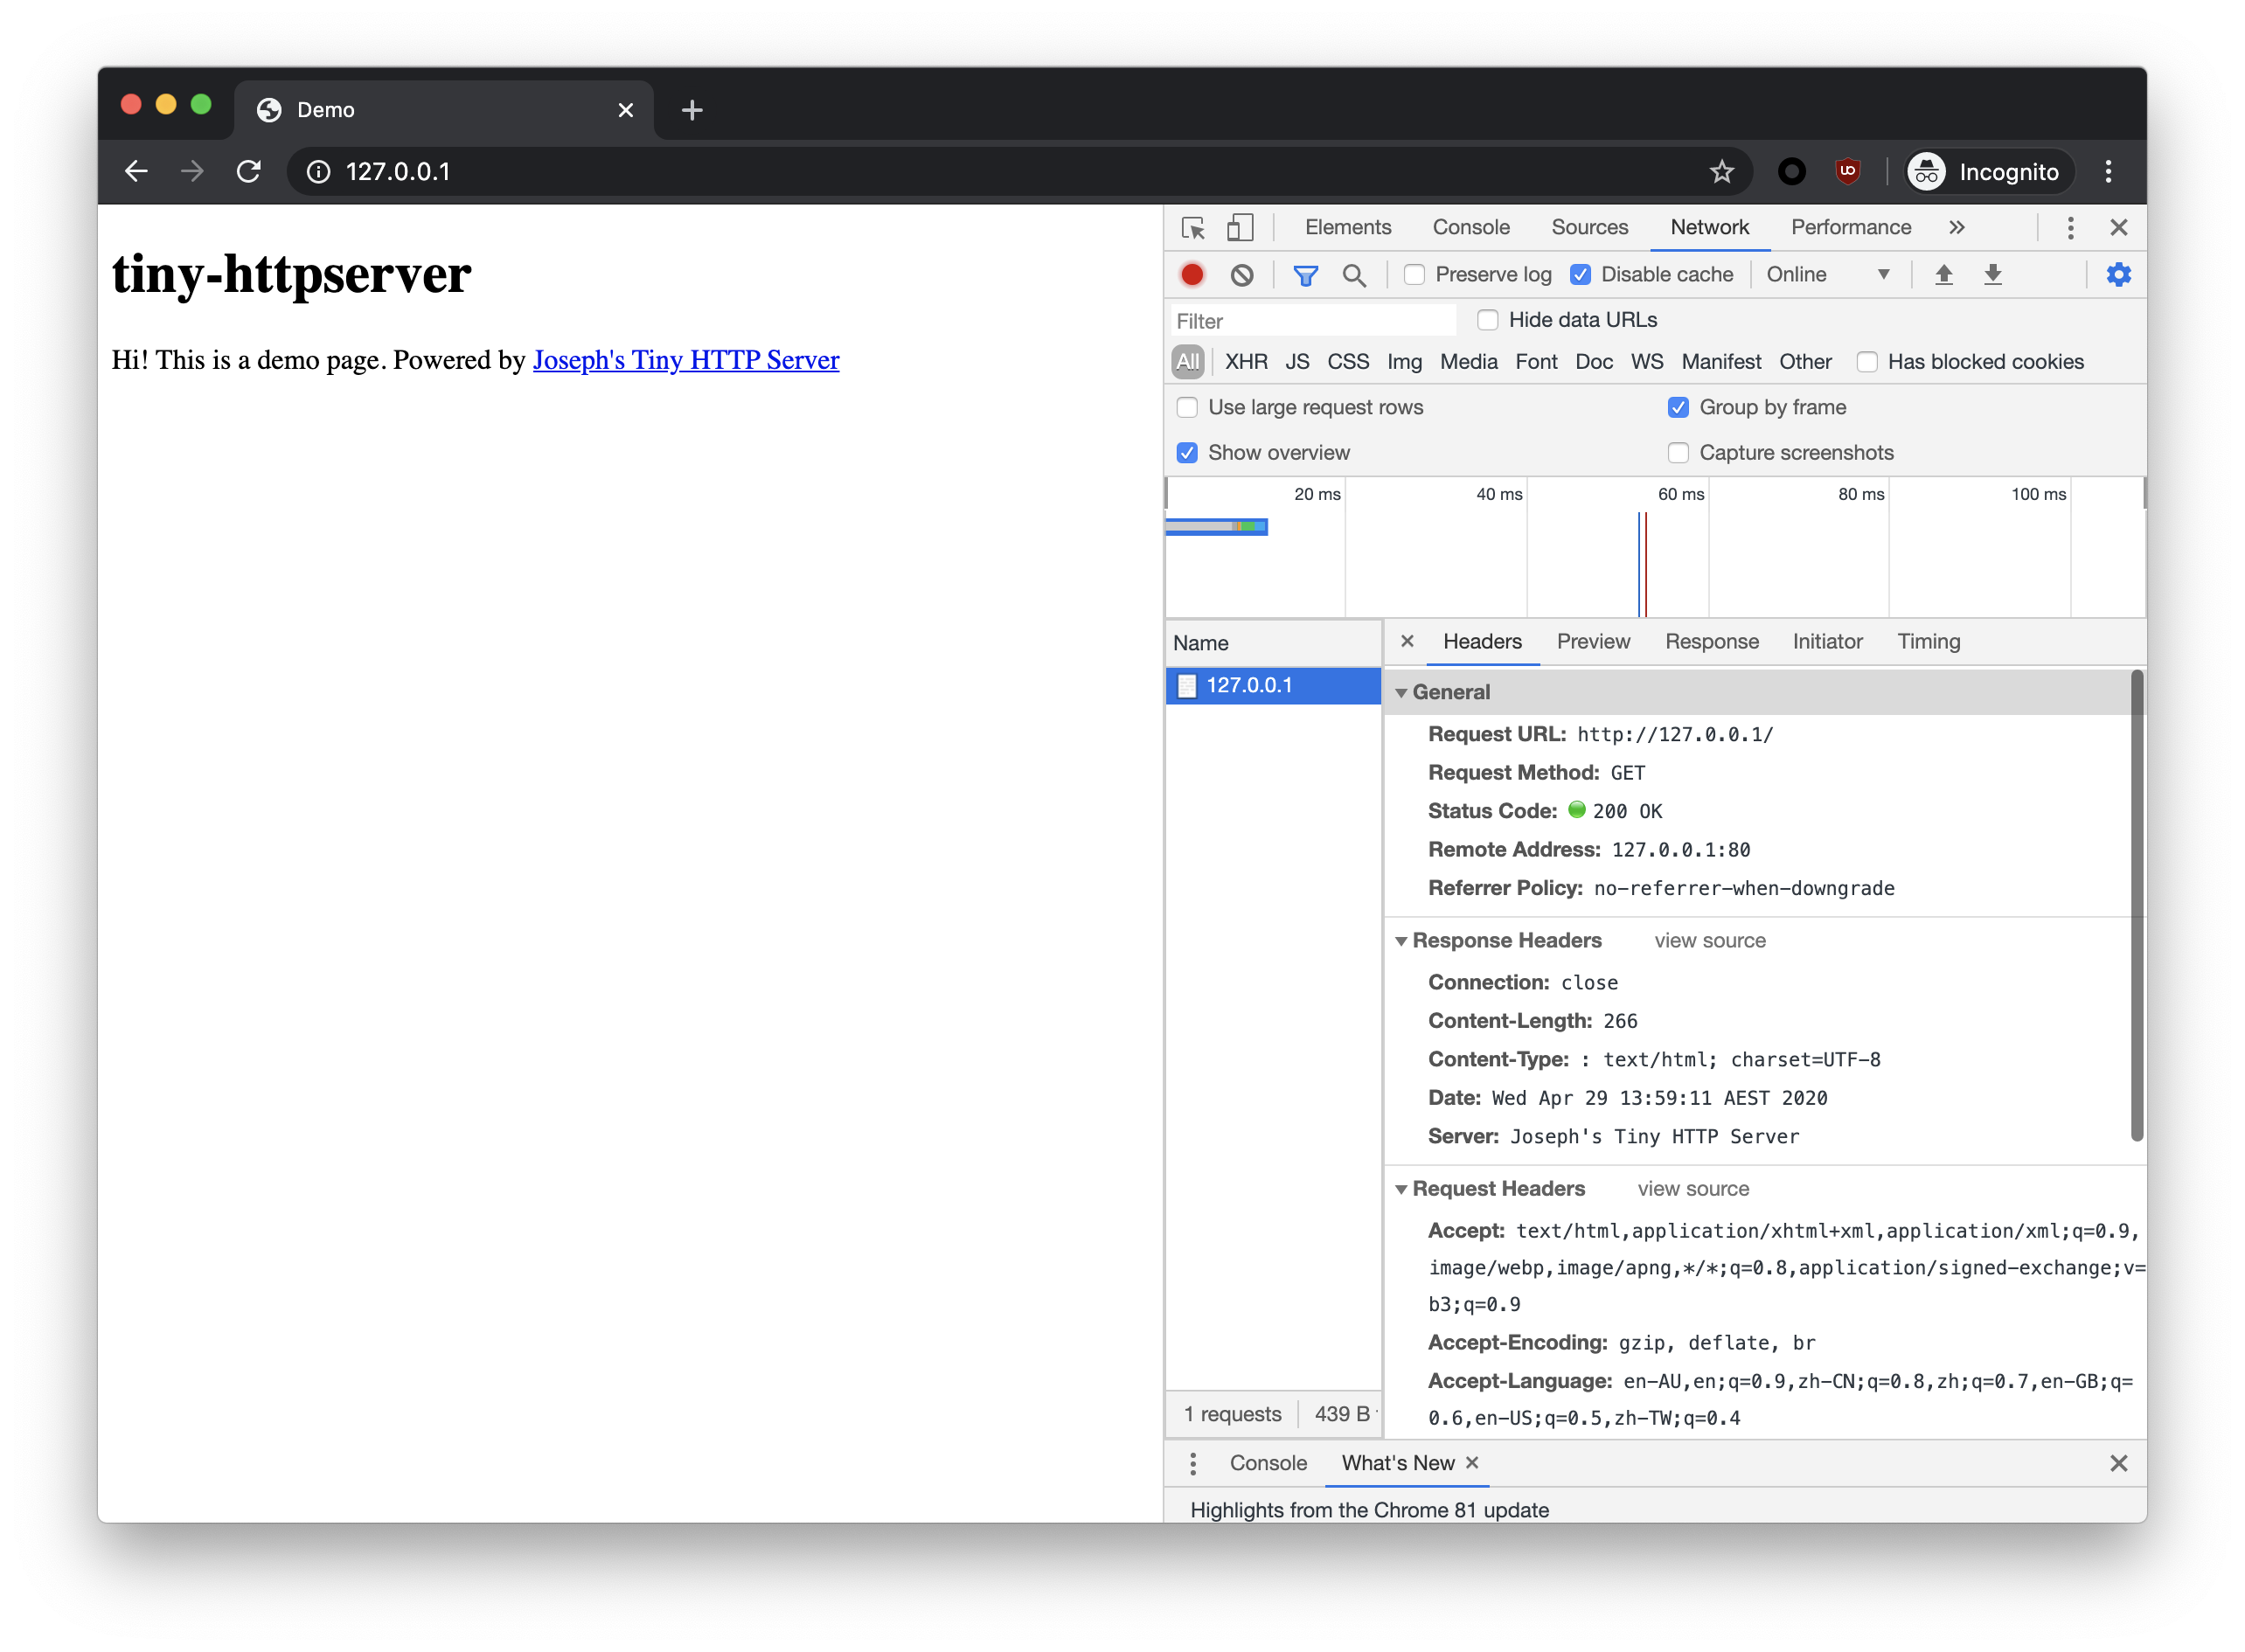 Demo
127.0.0.1
Incognito
tiny-httpserver
Hi! This is a demo page. Powered by Joseph's Tiny HTTP Server
Elements Console Sources Network Performance »
Preserve log Disable cache Online
Filter Hide data URLs
All XHR JS CSS Img Media Font Doc WS Manifest Other Has blocked cookies
Use large request rows Group by frame
Show overview Capture screenshots
20 ms 40 ms 60 ms 80 ms 100 ms
Name
127.0.0.1
1 requests 439 B
Headers Preview Response Initiator Timing
General
Request URL: http://127.0.0.1/
Request Method: GET
Status Code: 200 OK
Remote Address: 127.0.0.1:80
Referrer Policy: no-referrer-when-downgrade
Response Headers view source
Connection: close
Content-Length: 266
Content-Type: : text/html; charset=UTF-8
Date: Wed Apr 29 13:59:11 AEST 2020
Server: Joseph's Tiny HTTP Server
Request Headers view source
Accept: text/html,application/xhtml+xml,application/xml;q=0.9,
image/webp,image/apng,*/*;q=0.8,application/signed-exchange;v=
b3;q=0.9
Accept-Encoding: gzip, deflate, br
Accept-Language: en-AU,en;q=0.9,zh-CN;q=0.8,zh;q=0.7,en-GB;q=
0.6,en-US;q=0.5,zh-TW;q=0.4
Console What's New
Highlights from the Chrome 81 update